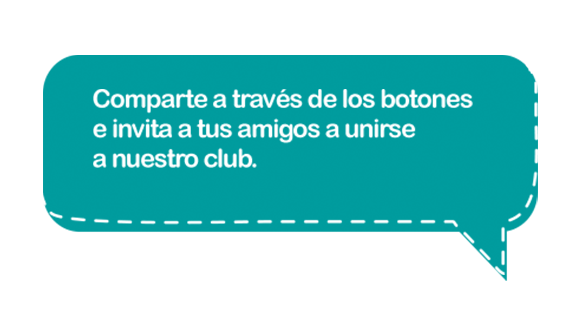 Comparte a través de los botones
e invita a tus amigos a unirse
a nuestro club.